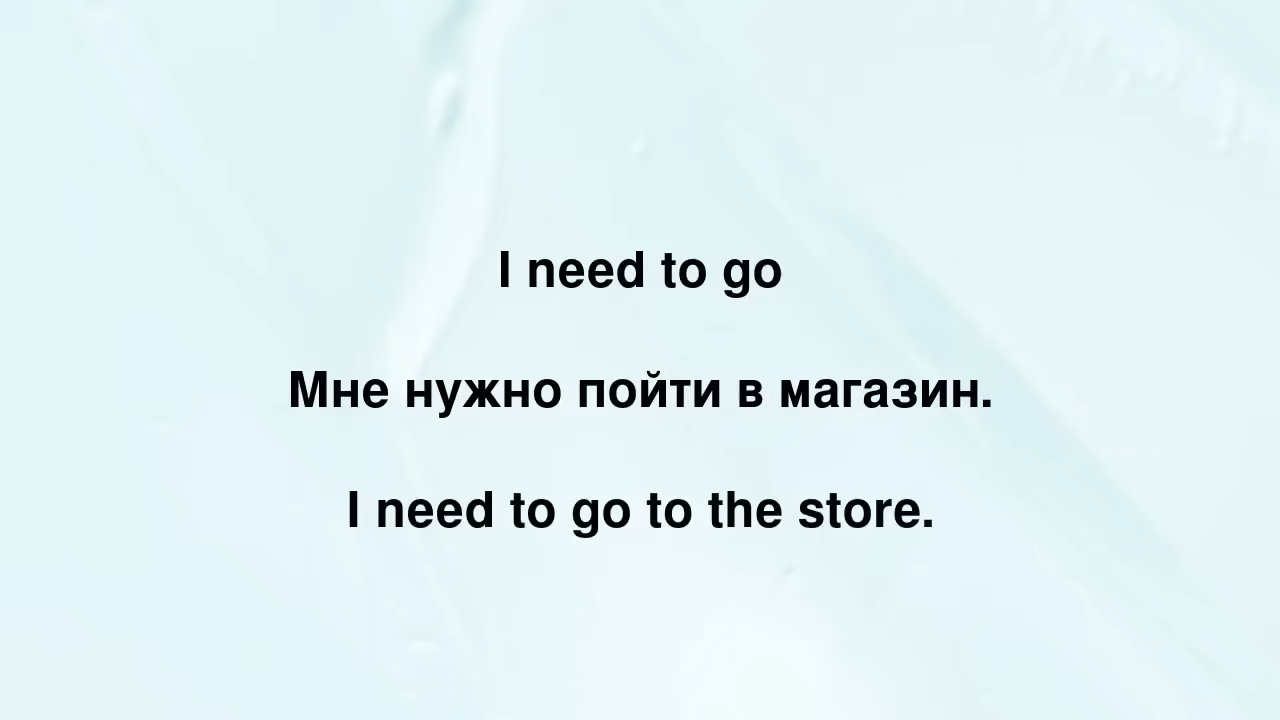 I need to go
Мне нужно пойти в магазин.
I need to go to the store.